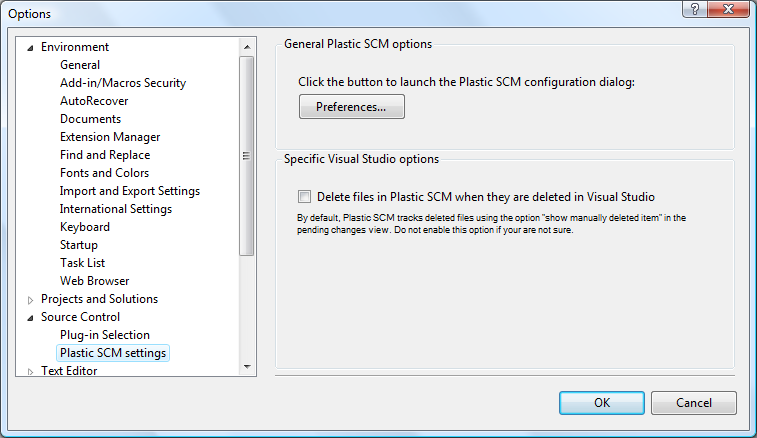 Options
Environment
General
Add-in/Macros Security
AutoRecover
Documents
Extension Manager
Find and Replace
Fonts and Colors
Import and Export Settings
International Settings
Keyboard
Startup
Task List
Web Browser
Projects and Solutions
Source Control
Plug-in Selection
Plastic SCM settings
Text Editor
General Plastic SCM options
Click the button to launch the Plastic SCM configuration dialog:
Preferences...
Specific Visual Studio options
Delete files in Plastic SCM when they are deleted in Visual Studio
By default, Plastic SCM tracks deleted files using the option "show manually deleted item" in the
pending changes view. Do not enable this option if your are not sure.
OK
Cancel